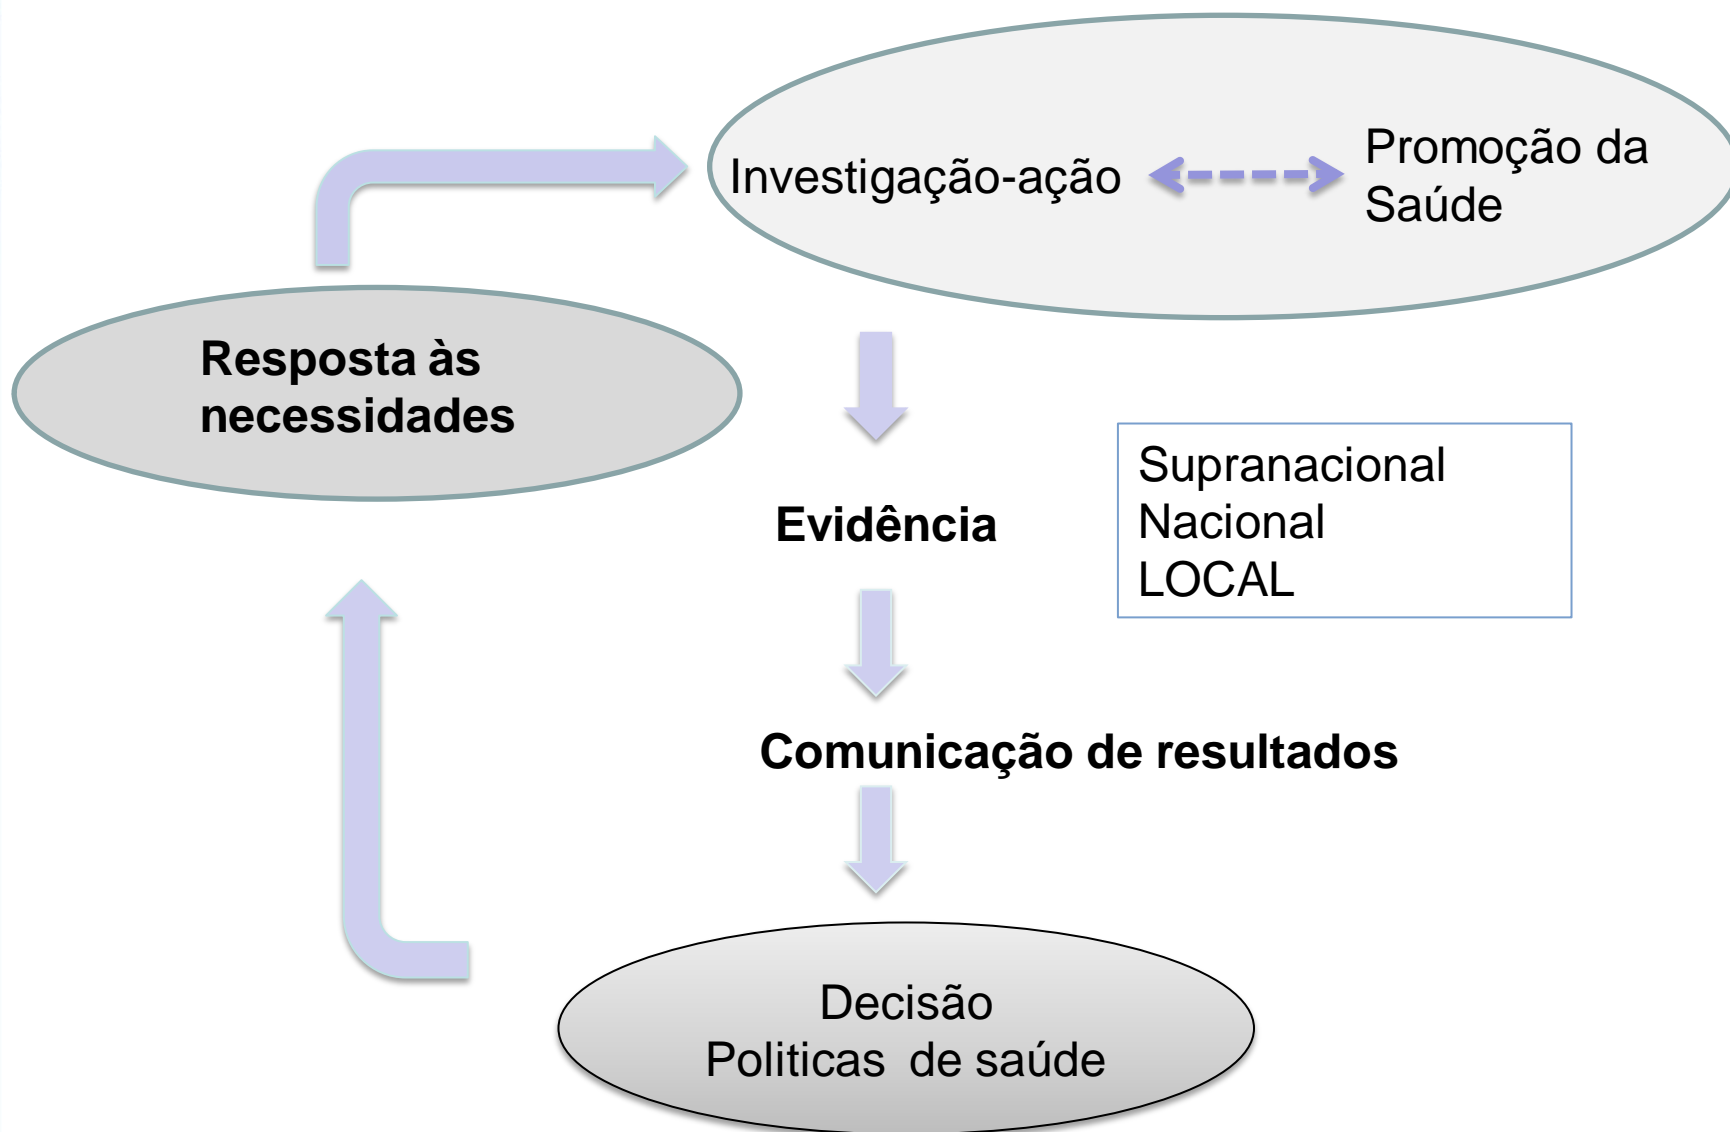 Investigação-ação
Promoção da
Saúde
Resposta às
necessidades
Evidência
Supranacional
Nacional
LOCAL
Comunicação de resultados
Decisão
Politicas de saúde